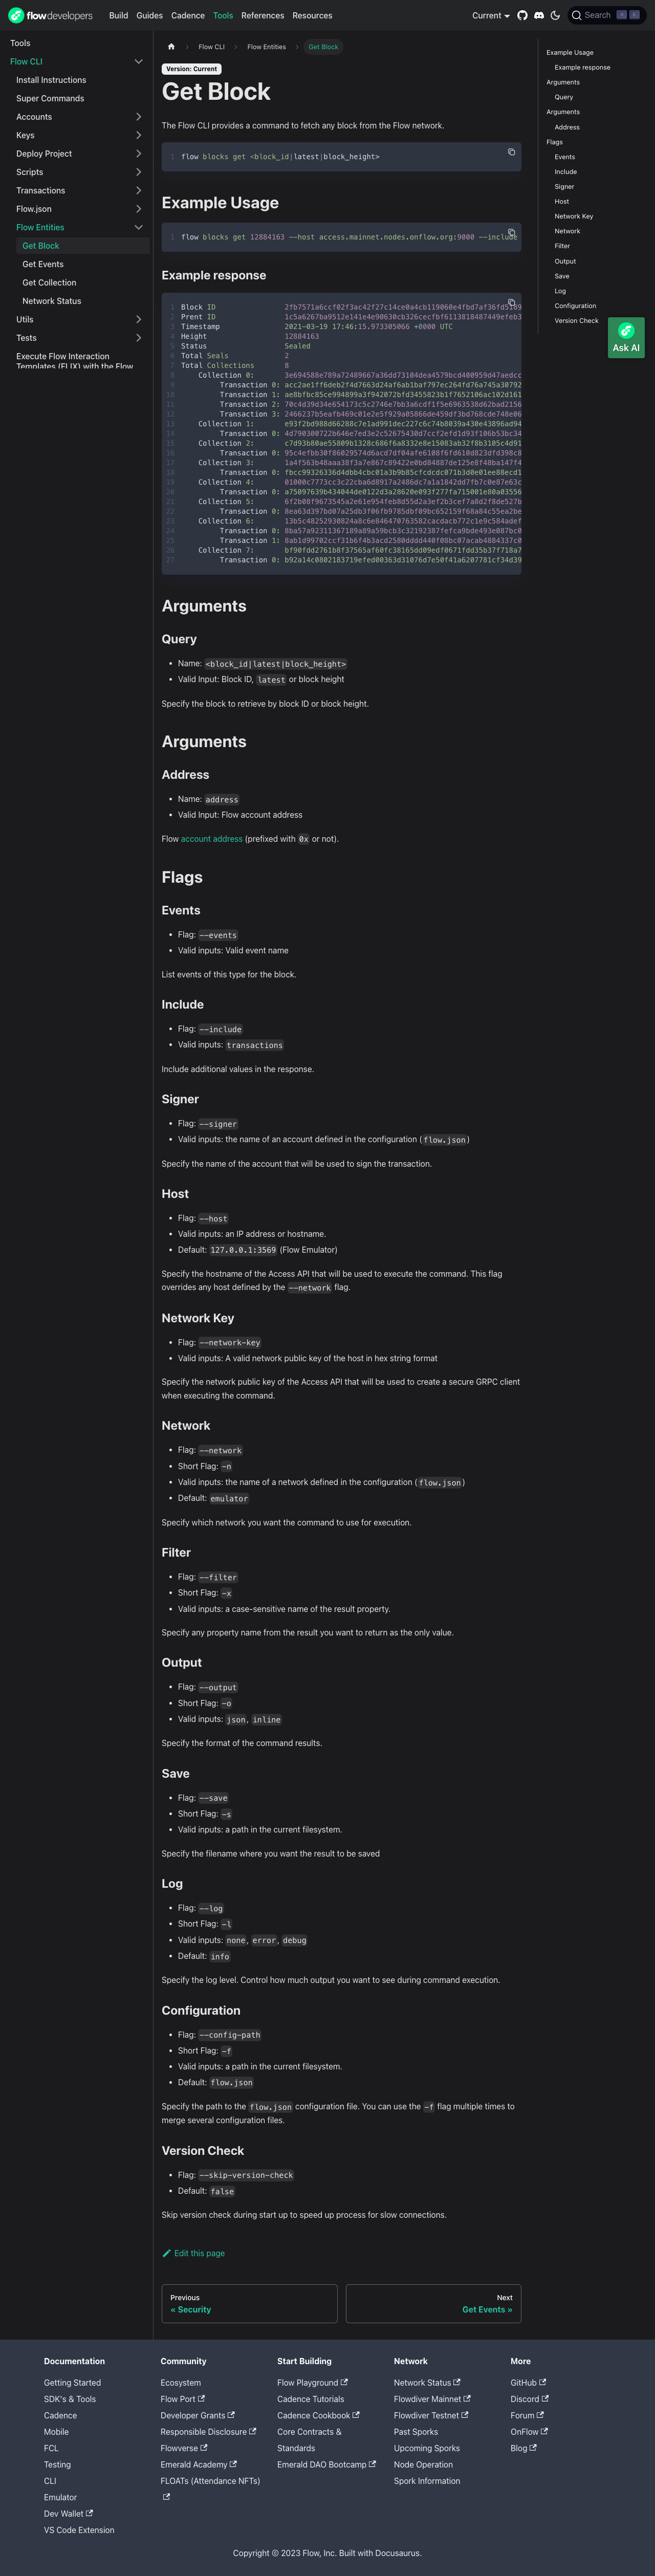 flowdevelopers
Build Guides Cadence Tools References Resources
Current
Search
Tools
Flow CLI
Install Instructions
Super Commands
Accounts
Keys
Deploy Project
Scripts
Transactions
Flow.json
Flow Entities
Get Block
Get Events
Get Collection
Network Status
Utils
Tests
Execute Flow Interaction
Templates (FLIX) with the Flow
Flow CLI
Flow Entities
Get Block
Version: Current
Get Block
The Flow CLI provides a command to fetch any block from the Flow network.
1 flow blocks get <block_id|latest|block_height>
Example Usage
1 flow blocks get 12884163 --host access.mainnet.nodes.onflow.org:9000 --include
Example response
1 Block ID
2 Prent ID
3 Timestamp 2021-03-19 17:46:15.973305066 +0000 UTC
4 Height 12884163
5 Status Sealed
6 Total Seals 2
7 Total Collections 8
8 Collection 0:
9 Transaction 0:
10 Transaction 1:
11 Transaction 2:
12 Transaction 3:
13 Collection 1:
14 Transaction 0:
15 Collection 2:
16 Transaction 0:
17 Collection 3:
18 Transaction 0:
19 Collection 4:
20 Transaction 0:
21 Collection 5:
22 Transaction 0:
23 Collection 6:
24 Transaction 0:
25 Transaction 1:
26 Collection 7:
27 Transaction 0:
Arguments
Query
Name: <block_id|latest|block_height>
Valid Input: Block ID, latest or block height
Specify the block to retrieve by block ID or block height.
Arguments
Address
Name: address
Valid Input: Flow account address
Flow account address (prefixed with 0x or not).
Flags
Events
Flag: --events
Valid inputs: Valid event name
List events of this type for the block.
Include
Flag: --include
Valid inputs: transactions
Include additional values in the response.
Signer
Flag: --signer
Valid inputs: the name of an account defined in the configuration (flow.json)
Specify the name of the account that will be used to sign the transaction.
Host
Flag: --host
Valid inputs: an IP address or hostname.
Default: 127.0.0.1:3569 (Flow Emulator)
Specify the hostname of the Access API that will be used to execute the command. This flag
overrides any host defined by the --network flag.
Network Key
Flag: --network-key
Valid inputs: A valid network public key of the host in hex string format
Specify the network public key of the Access API that will be used to create a secure GRPC client
when executing the command.
Network
Flag: --network
Short Flag: -n
Valid inputs: the name of a network defined in the configuration (flow.json)
Default: emulator
Specify which network you want the command to use for execution.
Filter
Flag: --filter
Short Flag: -x
Valid inputs: a case-sensitive name of the result property.
Specify any property name from the result you want to return as the only value.
Output
Flag: --output
Short Flag: -o
Valid inputs: json, inline
Specify the format of the command results.
Save
Flag: --save
Short Flag: -s
Valid inputs: a path in the current filesystem.
Specify the filename where you want the result to be saved
Log
Flag: --log
Short Flag: -l
Valid inputs: none, error, debug
Default: info
Specify the log level. Control how much output you want to see during command execution.
Configuration
Flag: --config-path
Short Flag: -f
Valid inputs: a path in the current filesystem.
Default: flow.json
Specify the path to the flow.json configuration file. You can use the -f flag multiple times to
merge several configuration files.
Version Check
Flag: --skip-version-check
Default: false
Skip version check during start up to speed up process for slow connections.
Edit this page
Previous
« Security
Next
Get Events »
Example Usage
Example response
Arguments
Query
Arguments
Address
Flags
Events
Include
Signer
Host
Network Key
Network
Filter
Output
Save
Log
Configuration
Version Check
Ask AI
Documentation
Getting Started
SDK's & Tools
Cadence
Mobile
FCL
Testing
CLI
Emulator
Dev Wallet
VS Code Extension
Community
Ecosystem
Flow Port
Developer Grants
Responsible Disclosure
Flowverse
Emerald Academy
FLOATs (Attendance NFTs)
Start Building
Flow Playground
Cadence Tutorials
Cadence Cookbook
Core Contracts &
Standards
Emerald DAO Bootcamp
Network
Network Status
Flowdiver Mainnet
Flowdiver Testnet
Past Sporks
Upcoming Sporks
Node Operation
Spork Information
More
GitHub
Discord
Forum
OnFlow
Blog
Copyright © 2023 Flow, Inc. Built with Docusaurus.